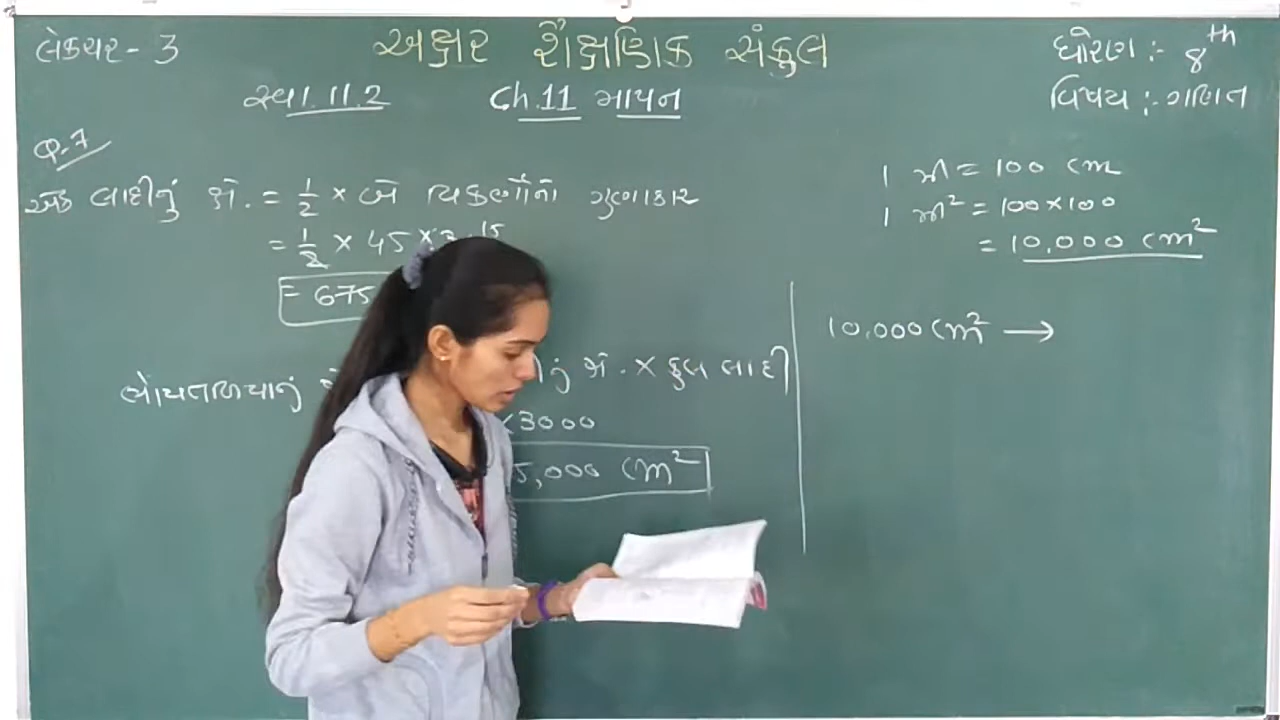 લેક્ચર - 3
અક્ષર શૈક્ષણિક સંકુલ
ધોરણ :- 8th
સ્વા. 11.2
Ch.11 માપન
વિષય :- ગણિત
Q-7
એક લાદીનું ક્ષે. = 1/2 × બે વિકર્ણોનો ગુણાકાર
= 1/2 × 45 ×
= 675
ભોંયતળિયાનું
નું ક્ષે. × કુલ લાદી
×3000
5,000 cm²
1 મી = 100 cm
1 મી² = 100×100
= 10,000 cm²
10,000 cm² →